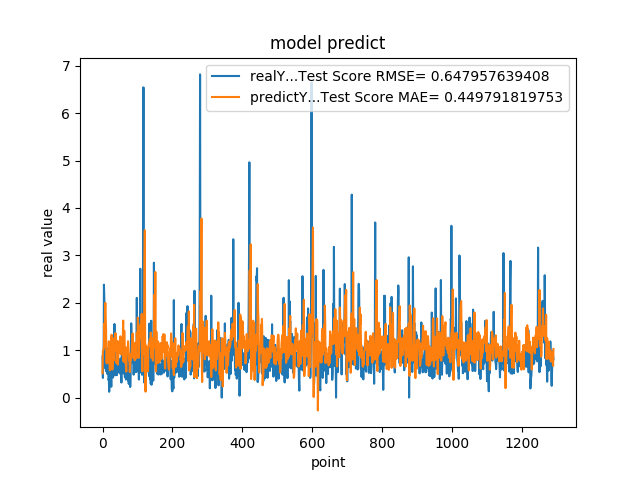 model predict
realY...Test Score RMSE= 0.647957639408
predictY...Test Score MAE= 0.449791819753
7
6
5
4
3
2
1
0
real value
0 200 400 600 800 1000 1200
point